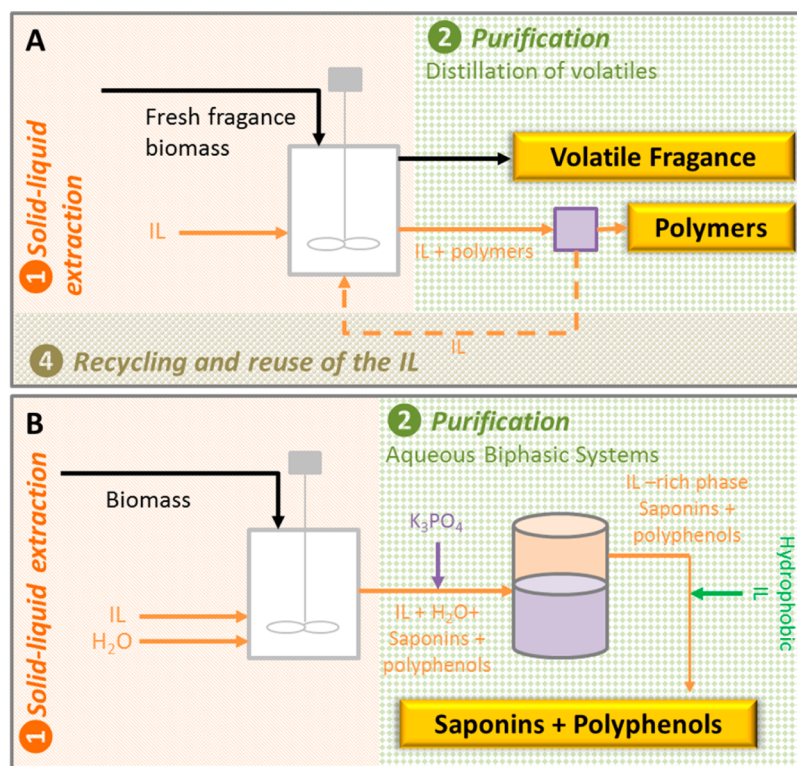 A
2 Purification
Distillation of volatiles
Fresh fragance
biomass
Volatile Fragance
1 Solid-liquid
extraction
IL
IL + polymers
Polymers
IL
4 Recycling and reuse of the IL
B
2 Purification
Aqueous Biphasic Systems
1 Solid-liquid extraction
Biomass
K₃PO₄
IL –rich phase
Saponins +
polyphenols
Hydrophobic
IL
IL
H₂O
IL + H₂O+
Saponins +
polyphenols
Saponins + Polyphenols